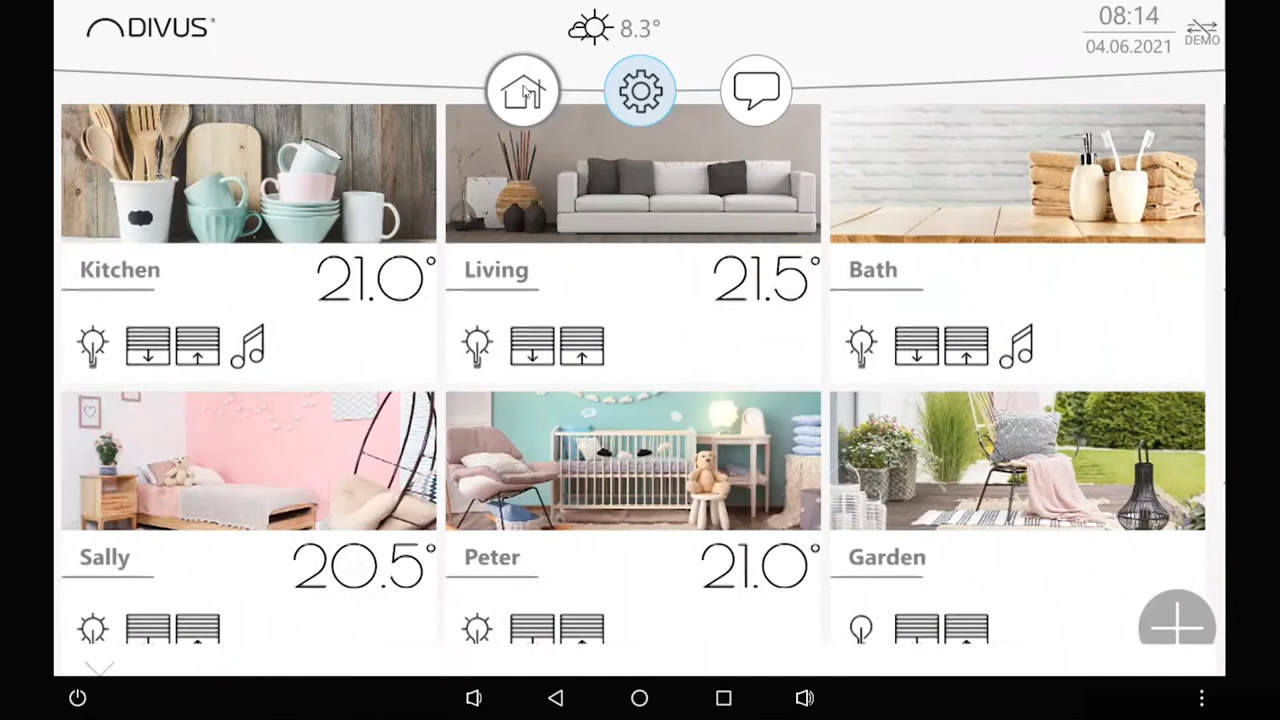 DIVUS
8.3°
08:14
04.06.2021
DEMO
Kitchen
21.0°
Living
21.5°
Bath
Sally
20.5°
Peter
21.0°
Garden